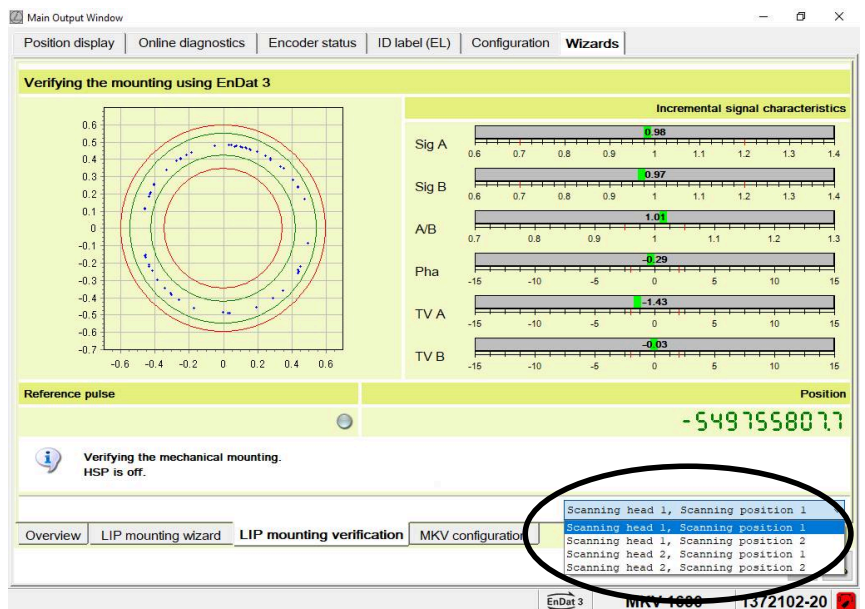 Main Output Window
Position display Online diagnostics Encoder status ID label (EL) Configuration Wizards
Verifying the mounting using EnDat 3
Incremental signal characteristics
0.6
0.5
0.4
0.3
0.2
0.1
0
-0.1
-0.2
-0.3
-0.4
-0.5
-0.6
-0.7
-0.6 -0.4 -0.2 0 0.2 0.4 0.6
Sig A
0.98
0.6 0.7 0.8 0.9 1 1.1 1.2 1.3 1.4
Sig B
0.97
0.6 0.7 0.8 0.9 1 1.1 1.2 1.3 1.4
A/B
1.01
0.7 0.8 0.9 1 1.1 1.2 1.3
Pha
-0.29
-15 -10 -5 0 5 10 15
TV A
-1.43
-15 -10 -5 0 5 10 15
TV B
-0.03
-15 -10 -5 0 5 10 15
Reference pulse
Position
-549755807.7
Verifying the mechanical mounting.
HSP is off.
Scanning head 1, Scanning position 1
Scanning head 1, Scanning position 1
Scanning head 1, Scanning position 2
Scanning head 2, Scanning position 1
Scanning head 2, Scanning position 2
Overview LIP mounting wizard LIP mounting verification MKV configuration
EnDat 3 MKV 1372102-20